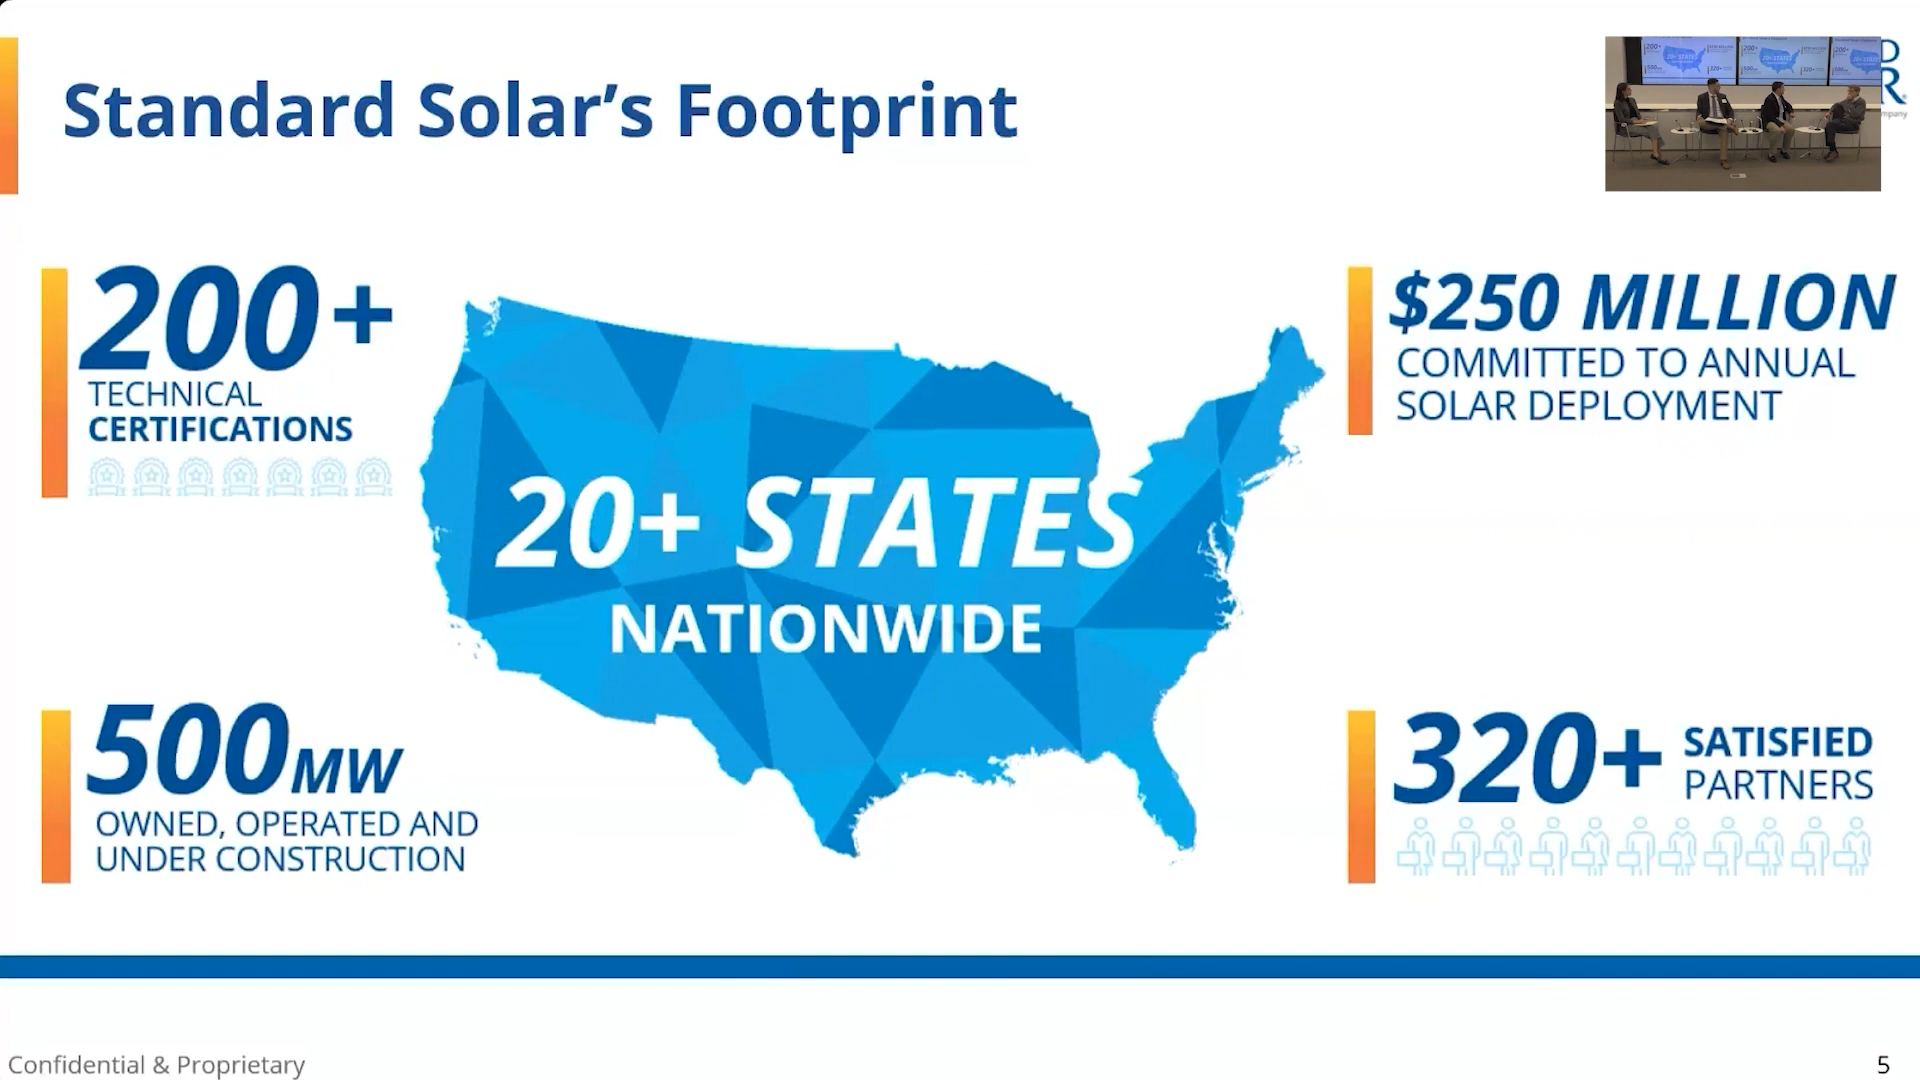 Standard Solar’s Footprint
D
R®
mpany
200+
TECHNICAL
CERTIFICATIONS
$250 MILLION
COMMITTED TO ANNUAL
SOLAR DEPLOYMENT
20+ STATES
NATIONWIDE
500MW
OWNED, OPERATED AND
UNDER CONSTRUCTION
320+ SATISFIED
PARTNERS
Confidential & Proprietary
5